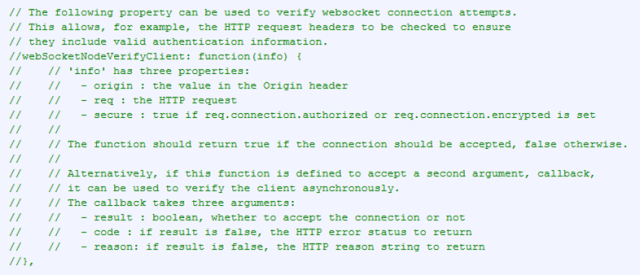 // The following property can be used to verify websocket connection attempts.
// This allows, for example, the HTTP request headers to be checked to ensure
// they include valid authentication information.
//webSocketNodeVerifyClient: function(info) {
//    // 'info' has three properties:
//    //   - origin : the value in the Origin header
//    //   - req : the HTTP request
//    //   - secure : true if req.connection.authorized or req.connection.encrypted is set
//    //
//    // The function should return true if the connection should be accepted, false otherwise.
//    //
//    // Alternatively, if this function is defined to accept a second argument, callback,
//    // it can be used to verify the client asynchronously.
//    // The callback takes three arguments:
//    //   - result : boolean, whether to accept the connection or not
//    //   - code : if result is false, the HTTP error status to return
//    //   - reason: if result is false, the HTTP reason string to return
//},